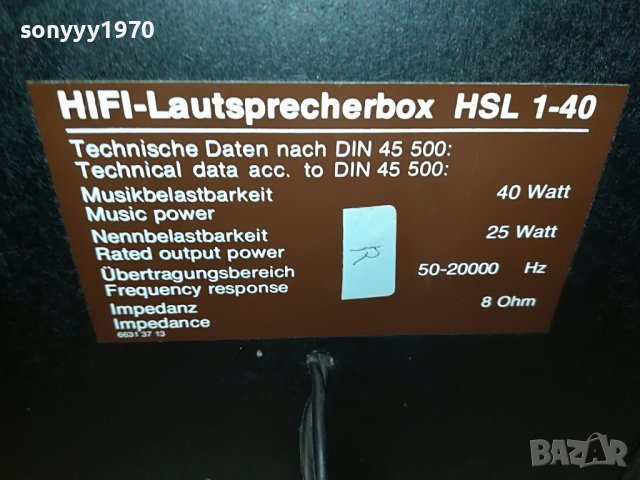 sonyyy1970
HIFI-Lautsprecherbox HSL 1-40
Technische Daten nach DIN 45 500:
Technical data acc. to DIN 45 500:
Musikbelastbarkeit 40 Watt
Music power
Nennbelastbarkeit 25 Watt
Rated output power
Übertragungsbereich 50-20000 Hz
Frequency response
Impedanz 8 Ohm
Impedance
6631 37 13
R
BAZAR